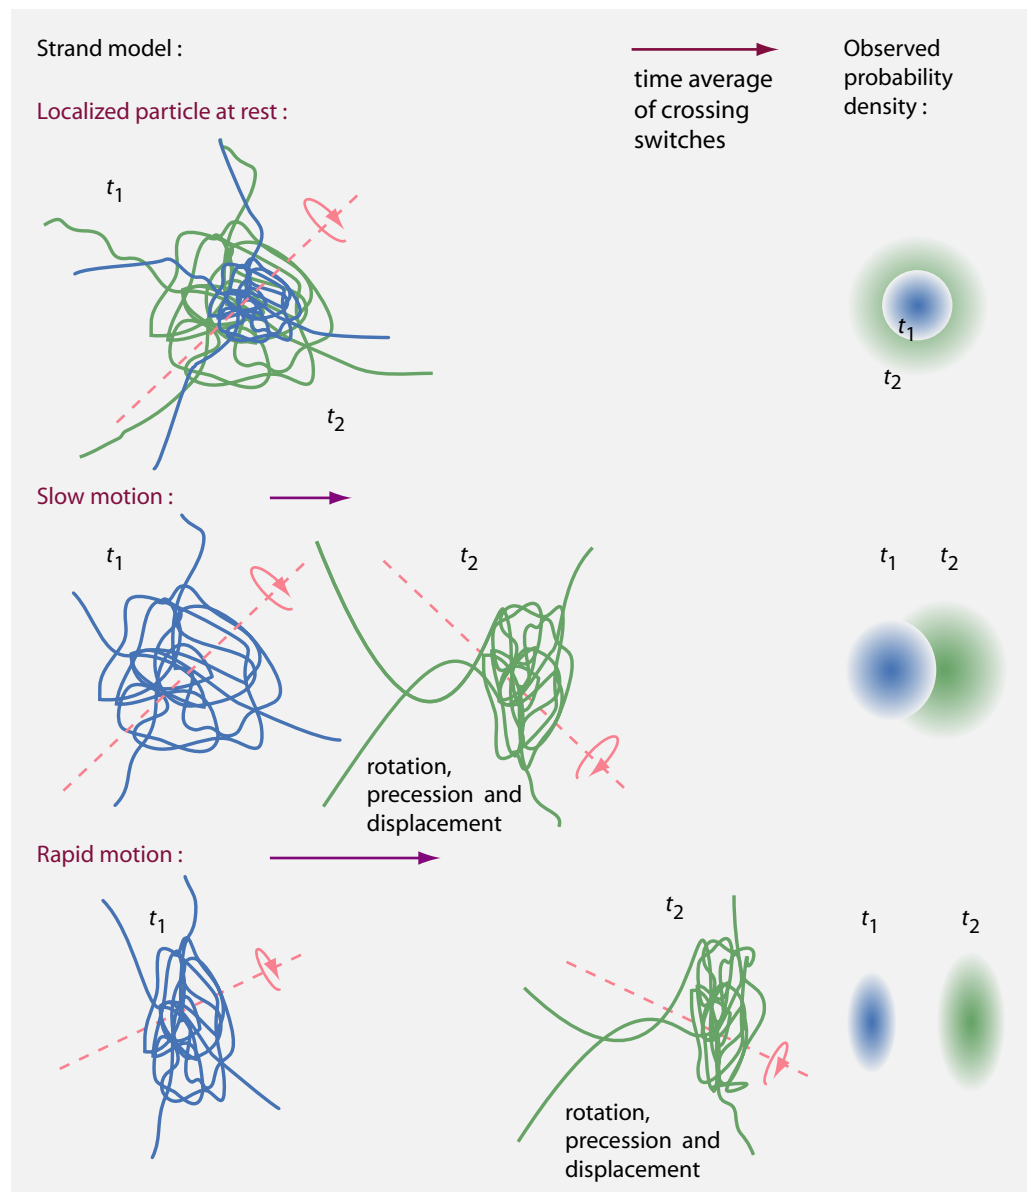 Strand model :
time average
of crossing
switches
Observed
probability
density :
Localized particle at rest :
t1
t2
t1
t2
Slow motion :
t1
t2
t1
t2
rotation,
precession and
displacement
Rapid motion :
t1
t2
t1
t2
rotation,
precession and
displacement